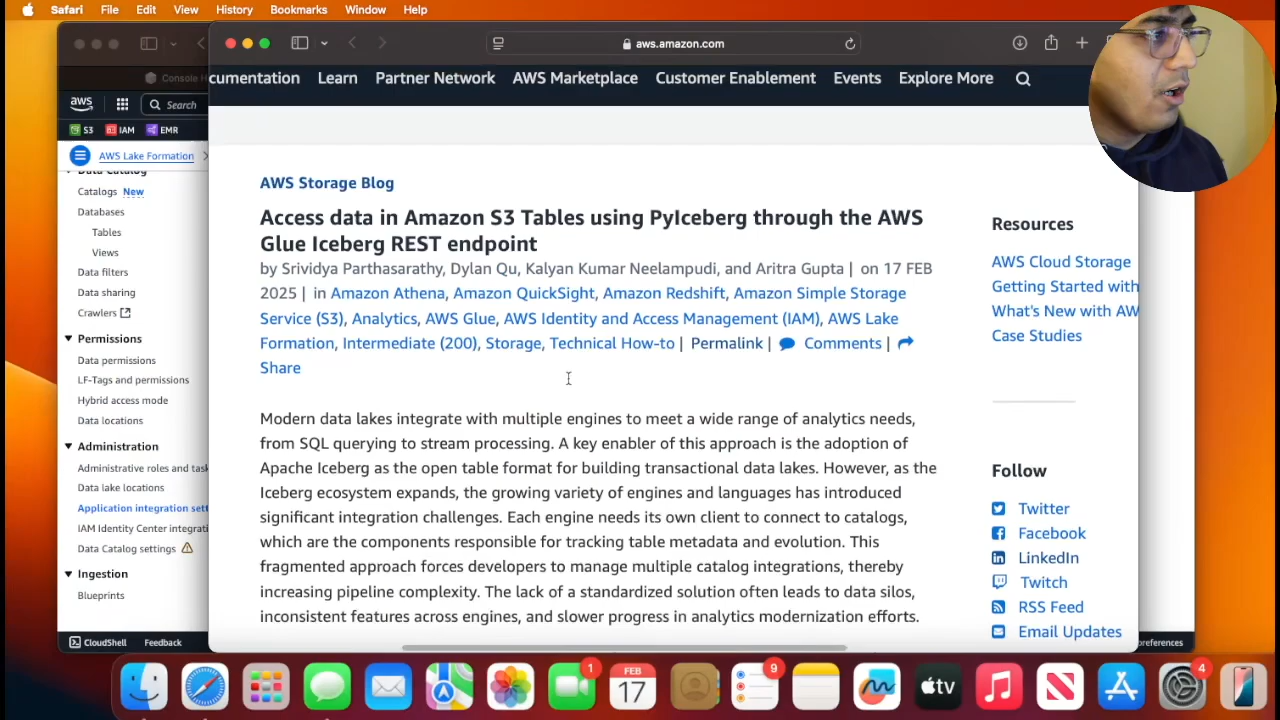 Safari File Edit View History Bookmarks Window Help
aws.amazon.com
cumentation Learn Partner Network AWS Marketplace Customer Enablement Events Explore More
Console H
aws Search
S3 IAM EMR
AWS Lake Formation
Data Catalog
Catalogs New
Databases
Tables
Views
Data filters
Data sharing
Crawlers
Permissions
Data permissions
LF-Tags and permissions
Hybrid access mode
Data locations
Administration
Administrative roles and task
Data lake locations
Application integration sett
IAM Identity Center integrati
Data Catalog settings
Ingestion
Blueprints
CloudShell Feedback
AWS Storage Blog
Access data in Amazon S3 Tables using PyIceberg through the AWS
Glue Iceberg REST endpoint
by Srividya Parthasarathy, Dylan Qu, Kalyan Kumar Neelampudi, and Aritra Gupta | on 17 FEB
2025 | in Amazon Athena, Amazon QuickSight, Amazon Redshift, Amazon Simple Storage
Service (S3), Analytics, AWS Glue, AWS Identity and Access Management (IAM), AWS Lake
Formation, Intermediate (200), Storage, Technical How-to | Permalink | Comments |
Share
Modern data lakes integrate with multiple engines to meet a wide range of analytics needs,
from SQL querying to stream processing. A key enabler of this approach is the adoption of
Apache Iceberg as the open table format for building transactional data lakes. However, as the
Iceberg ecosystem expands, the growing variety of engines and languages has introduced
significant integration challenges. Each engine needs its own client to connect to catalogs,
which are the components responsible for tracking table metadata and evolution. This
fragmented approach forces developers to manage multiple catalog integrations, thereby
increasing pipeline complexity. The lack of a standardized solution often leads to data silos,
inconsistent features across engines, and slower progress in analytics modernization efforts.
Resources
AWS Cloud Storage
Getting Started with
What's New with AW
Case Studies
Follow
Twitter
Facebook
LinkedIn
Twitch
RSS Feed
Email Updates
references
1
FEB
17
9
tv
4